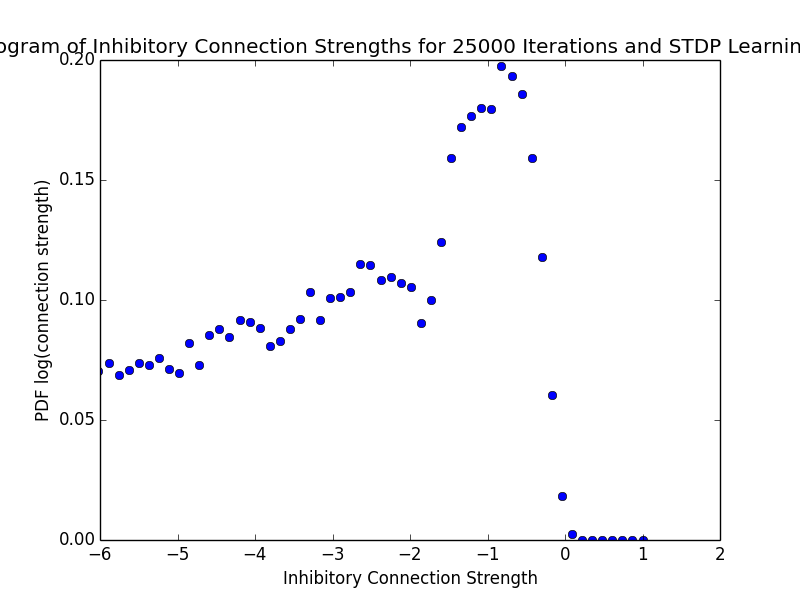 ogram of Inhibitory Connection Strengths for 25000 Iterations and STDP Learnin
0.20
0.15
0.10
0.05
0.00
PDF log(connection strength)
−6 −5 −4 −3 −2 −1 0 1 2
Inhibitory Connection Strength